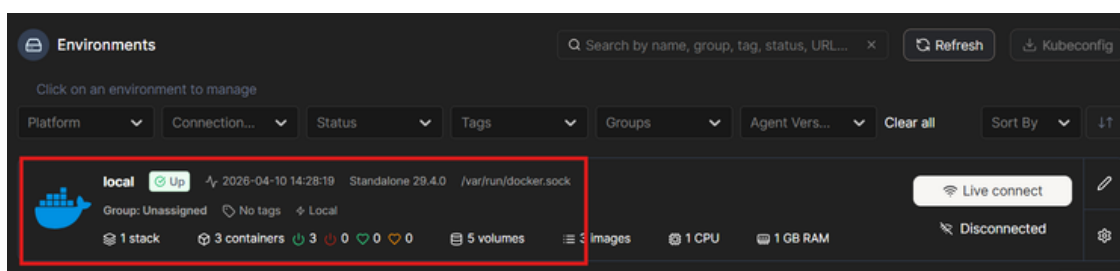 Environments
Search by name, group, tag, status, URL...
Refresh
Kubeconfig
Click on an environment to manage
Platform Connection... Status Tags Groups Agent Vers... Clear all Sort By
local Up 2026-04-10 14:28:19 Standalone 29.4.0 /var/run/docker.sock
Live connect
Group: Unassigned No tags Local
Disconnected
1 stack 3 containers 3 0 0 0 5 volumes 3 images 1 CPU 1 GB RAM